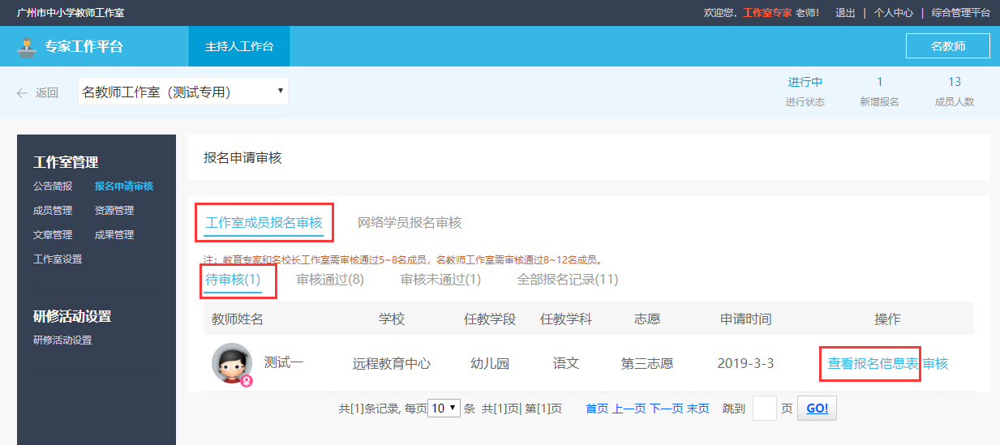 广州市中小学教师工作室
欢迎您，工作室专家 老师! 退出 | 个人中心 | 综合管理平台
专家工作平台 主持人工作台 名教师
返回 名教师工作室（测试专用）
进行中 1 13
进行状态 新增报名 成员人数
工作室管理
公告简报 报名申请审核
成员管理 资源管理
文章管理 成果管理
工作室设置
研修活动设置
研修活动设置
报名申请审核
工作室成员报名审核 网络学员报名审核
注：教育专家和名校长工作室需审核通过5~8名成员，名教师工作室需审核通过8~12名成员。
待审核(1) 审核通过(8) 审核未通过(1) 全部报名记录(11)
教师姓名 学校 任教学段 任教学科 志愿 申请时间 操作
测试一 远程教育中心 幼儿园 语文 第三志愿 2019-3-3 查看报名信息表 审核
共[1]条记录, 每页 10 条 共[1]页| 第[1]页 首页 上一页 下一页 末页 跳到 页 GO!